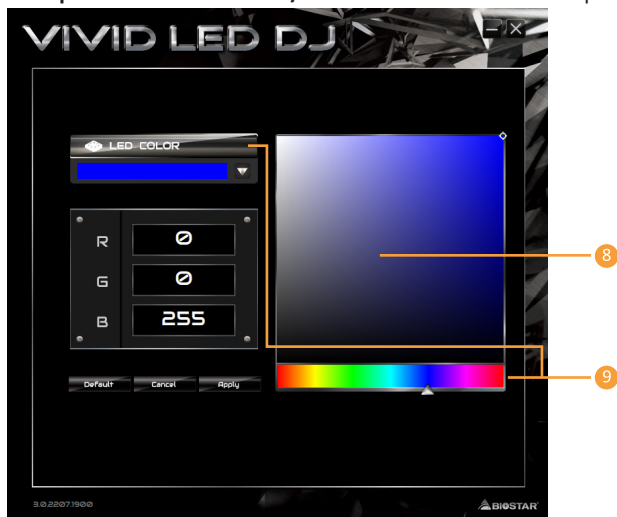 VIVID LED DJ
LED COLOR
R 0
G 0
B 255
Default Cancel Apply
8
9
3.0.2207.1900
BIOSTAR